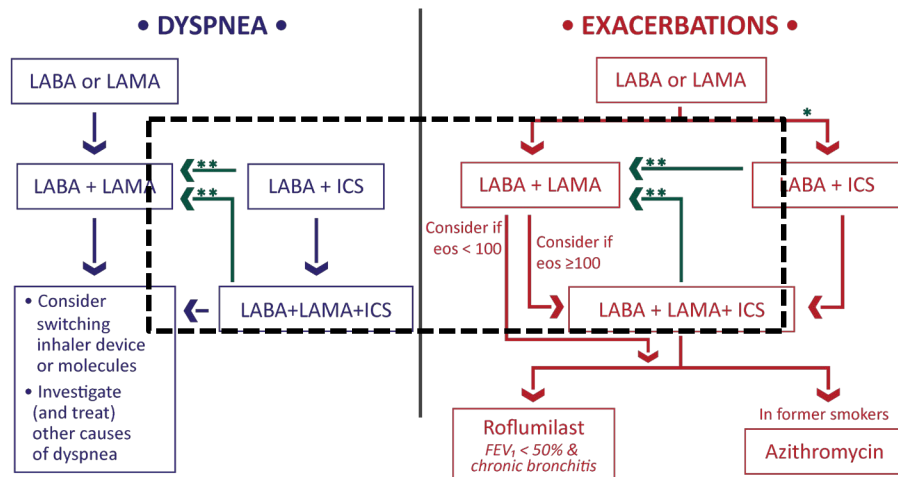 • DYSPNEA •
LABA or LAMA
LABA + LAMA
**
**
LABA + ICS
• Consider
switching
inhaler device
or molecules
• Investigate
(and treat)
other causes
of dyspnea
LABA+LAMA+ICS
• EXACERBATIONS •
LABA or LAMA
*
LABA + LAMA
**
**
LABA + ICS
Consider if
eos < 100
Consider if
eos ≥100
LABA + LAMA+ ICS
Roflumilast
FEV₁ < 50% &
chronic bronchitis
In former smokers
Azithromycin